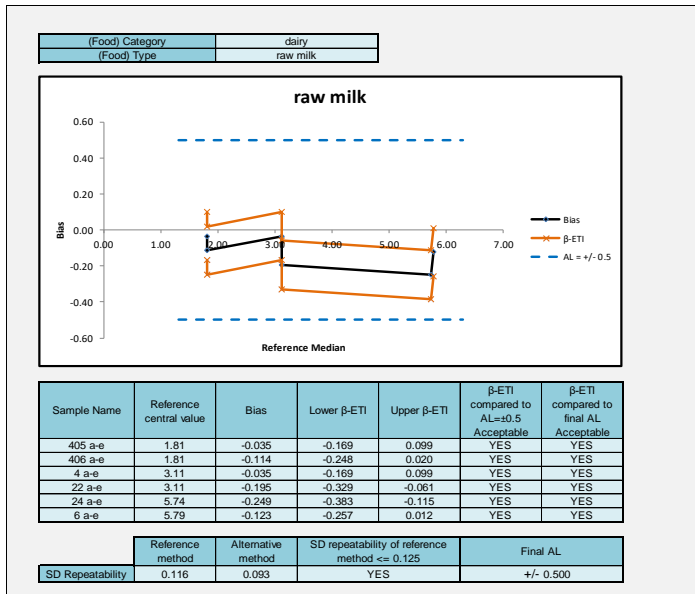 (Food) Category dairy
(Food) Type raw milk
raw milk
0.60
0.40
0.20
0.00
-0.20
-0.40
-0.60
0.00 1.00 2.00 3.00 4.00 5.00 6.00 7.00
Bias
Reference Median
Bias
β-ETI
AL = +/- 0.5
Sample Name Reference central value Bias Lower β-ETI Upper β-ETI β-ETI compared to AL=±0.5 Acceptable β-ETI compared to final AL Acceptable
405 a-e 1.81 -0.035 -0.169 0.099 YES YES
406 a-e 1.81 -0.114 -0.248 0.020 YES YES
4 a-e 3.11 -0.035 -0.169 0.099 YES YES
22 a-e 3.11 -0.195 -0.329 -0.061 YES YES
24 a-e 5.74 -0.249 -0.383 -0.115 YES YES
6 a-e 5.79 -0.123 -0.257 0.012 YES YES
Reference method Alternative method SD repeatability of reference method <= 0.125 Final AL
SD Repeatability 0.116 0.093 YES +/- 0.500